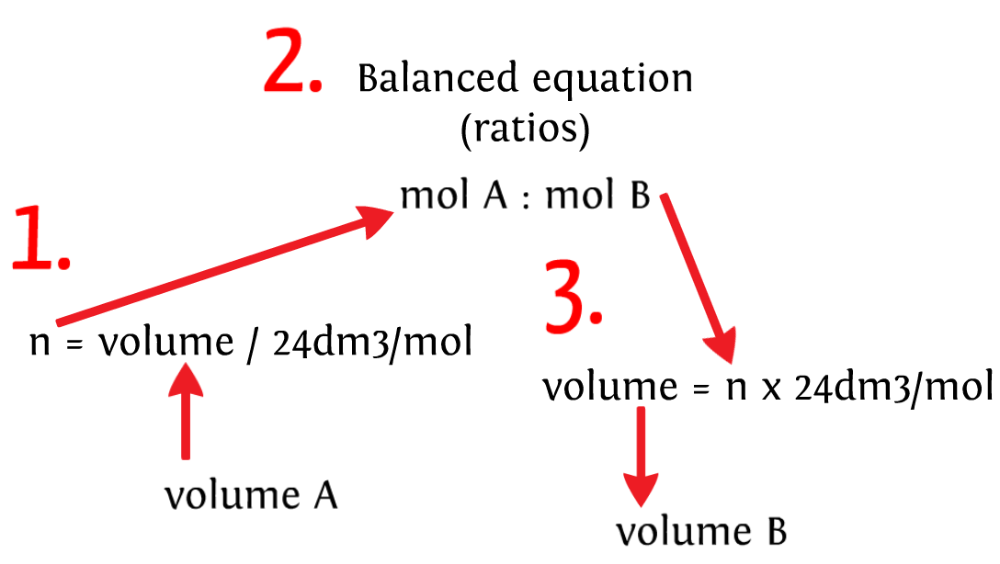 2. Balanced equation
(ratios)
mol A : mol B
1.
n = volume / 24dm3/mol
volume A
3.
volume = n x 24dm3/mol
volume B